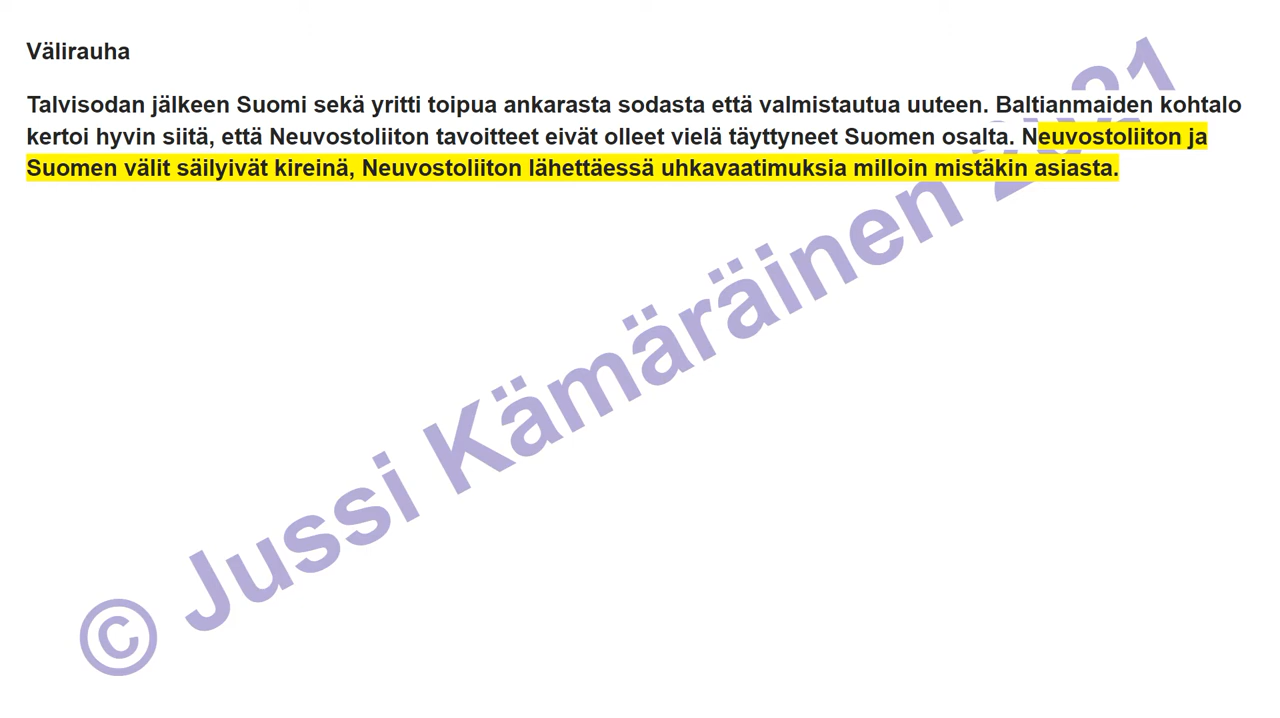 Välirauha
Talvisodan jälkeen Suomi sekä yritti toipua ankarasta sodasta että valmistautua uuteen. Baltianmaiden kohtalo
kertoi hyvin siitä, että Neuvostoliiton tavoitteet eivät olleet vielä täyttyneet Suomen osalta. Neuvostoliiton ja
Suomen välit säilyivät kireinä, Neuvostoliiton lähettäessä uhkavaatimuksia milloin mistäkin asiasta.
© Jussi Kämäräinen